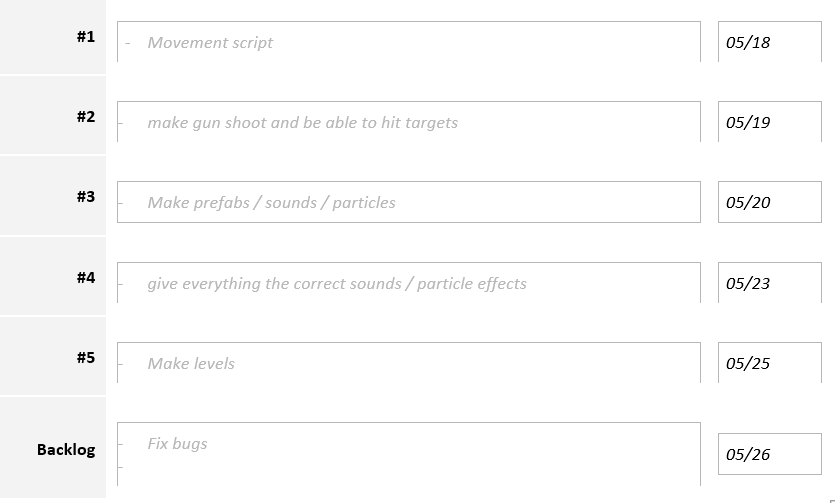 #1 - Movement script 05/18
#2 - make gun shoot and be able to hit targets 05/19
#3 - Make prefabs / sounds / particles 05/20
#4 - give everything the correct sounds / particle effects 05/23
#5 - Make levels 05/25
Backlog - Fix bugs 05/26
-